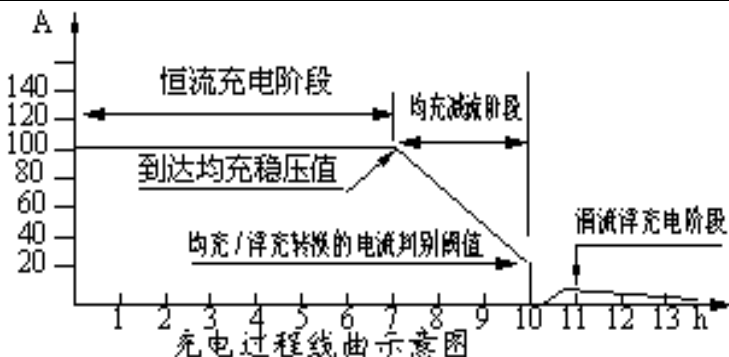 A
140
120
100
80
60
40
20
恒流充电阶段
均充减流阶段
到达均充稳压值
均充/浮充转换的电流判别阈值
涓流浮充电阶段
1 2 3 4 5 6 7 8 9 10 11 12 13 h
充电过程线曲示意图